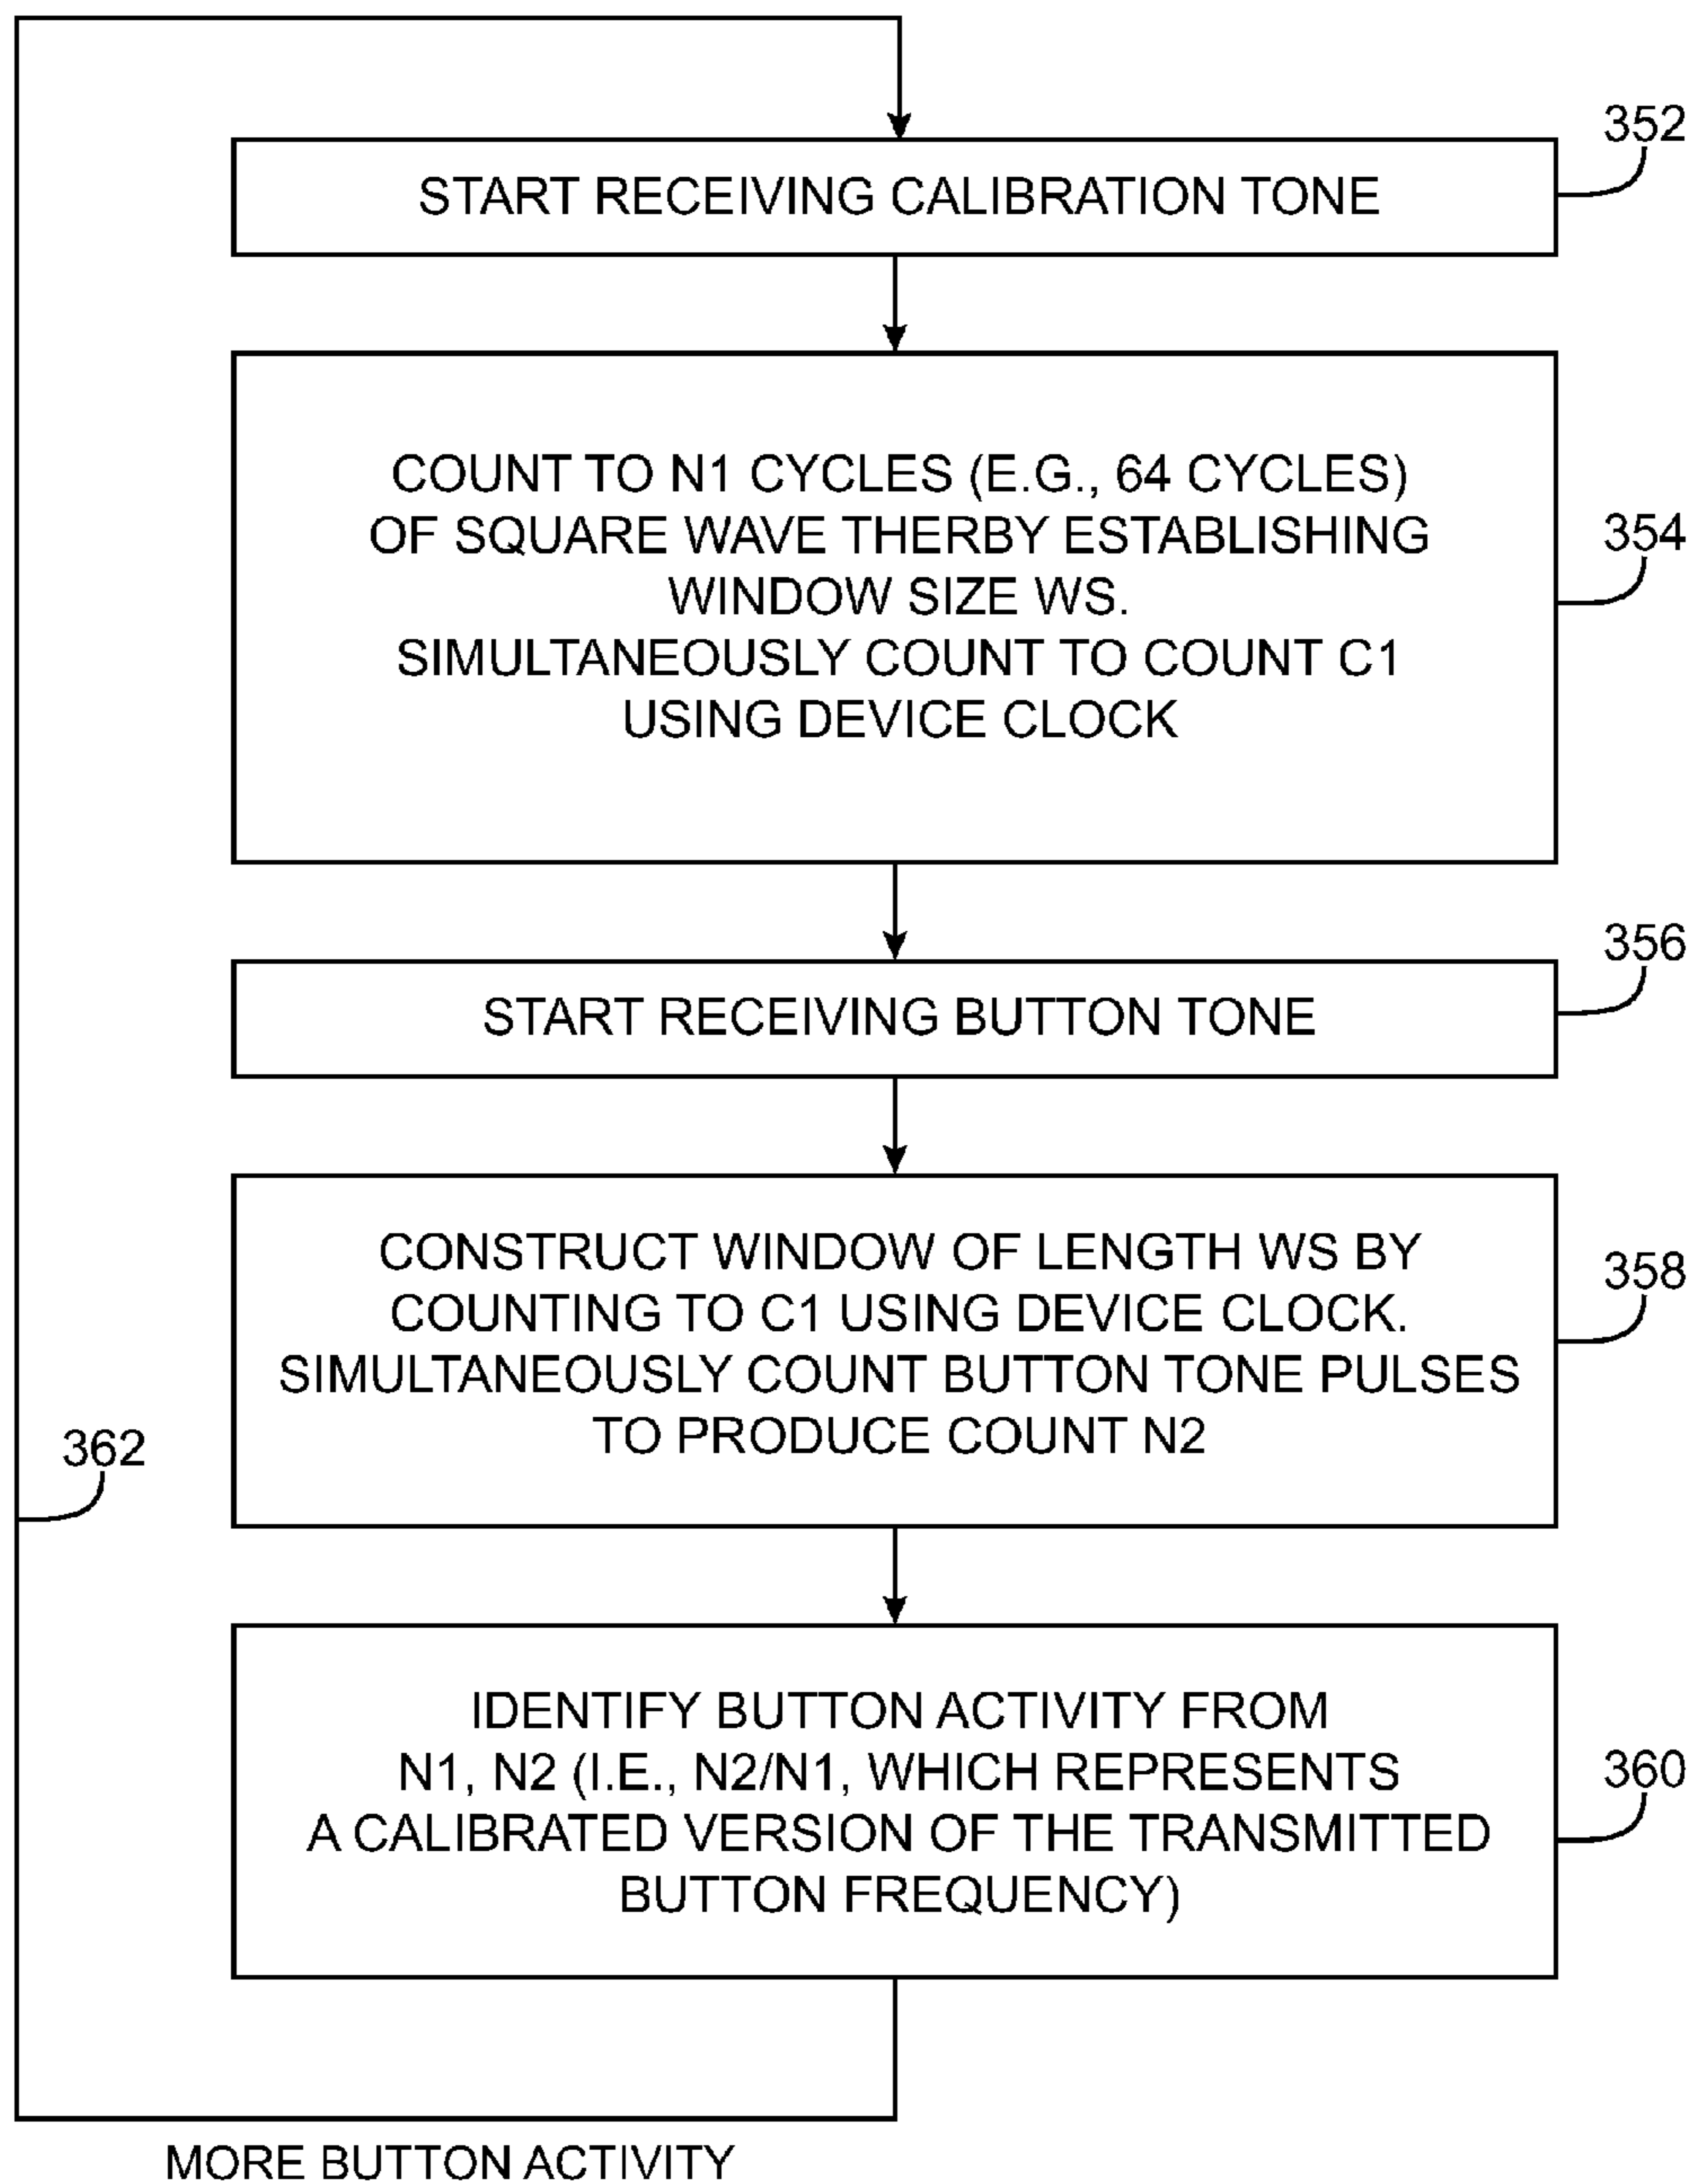 352
START RECEIVING CALIBRATION TONE
COUNT TO N1 CYCLES (E.G., 64 CYCLES)
OF SQUARE WAVE THERBY ESTABLISHING
WINDOW SIZE WS.
SIMULTANEOUSLY COUNT TO COUNT C1
USING DEVICE CLOCK
354
356
START RECEIVING BUTTON TONE
CONSTRUCT WINDOW OF LENGTH WS BY
COUNTING TO C1 USING DEVICE CLOCK.
SIMULTANEOUSLY COUNT BUTTON TONE PULSES
TO PRODUCE COUNT N2
358
362
IDENTIFY BUTTON ACTIVITY FROM
N1, N2 (I.E., N2/N1, WHICH REPRESENTS
A CALIBRATED VERSION OF THE TRANSMITTED
BUTTON FREQUENCY)
360
MORE BUTTON ACTIVITY